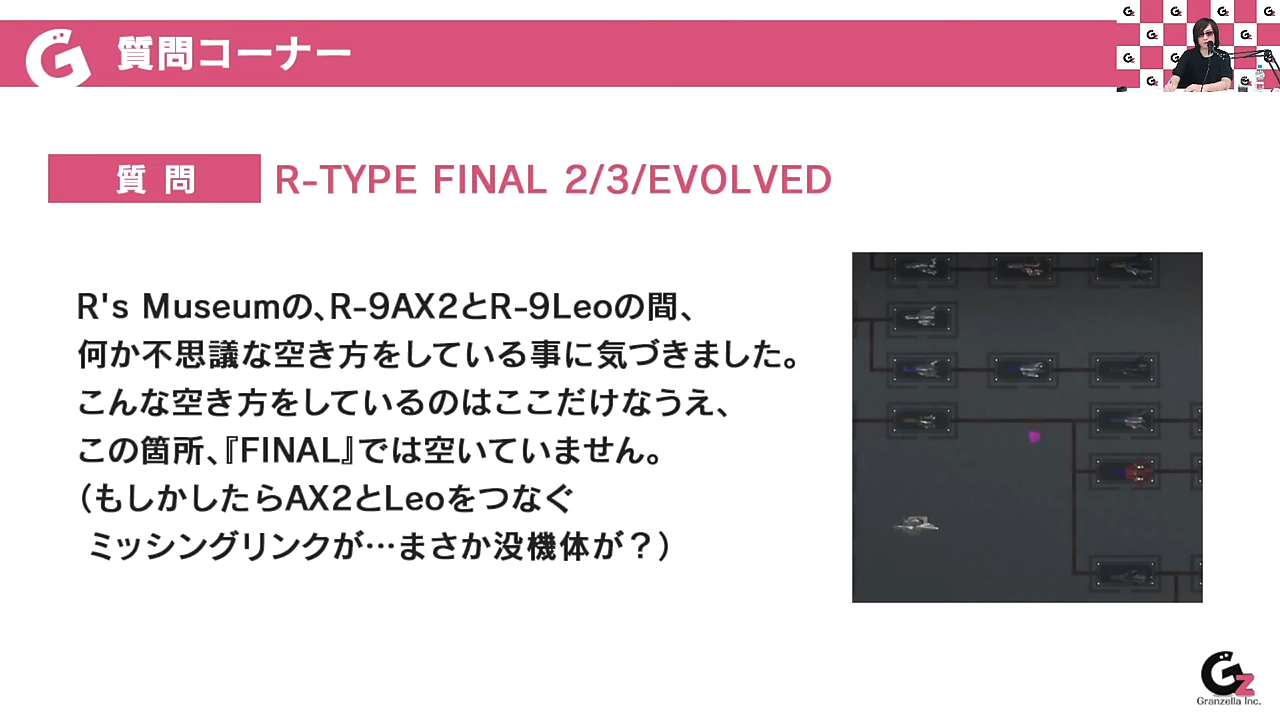 質問コーナー
質問
R-TYPE FINAL 2/3/EVOLVED
R's Museumの、R-9AX2とR-9Leoの間、
何か不思議な空き方をしている事に気づきました。
こんな空き方をしているのはここだけなうえ、
この箇所、『FINAL』では空いていません。
（もしかしたらAX2とLeoをつなぐ
ミッシングリンクが…まさか没機体が？）
Gz
Granzella Inc.